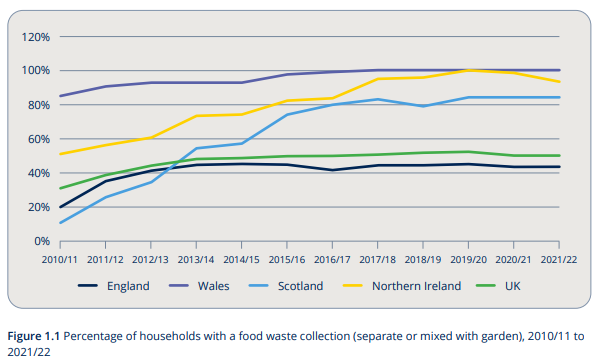 120%
100%
80%
60%
40%
20%
0%
2010/11 2011/12 2012/13 2013/14 2014/15 2015/16 2016/17 2017/18 2018/19 2019/20 2020/21 2021/22
England Wales Scotland Northern Ireland UK
Figure 1.1 Percentage of households with a food waste collection (separate or mixed with garden), 2010/11 to
2021/22